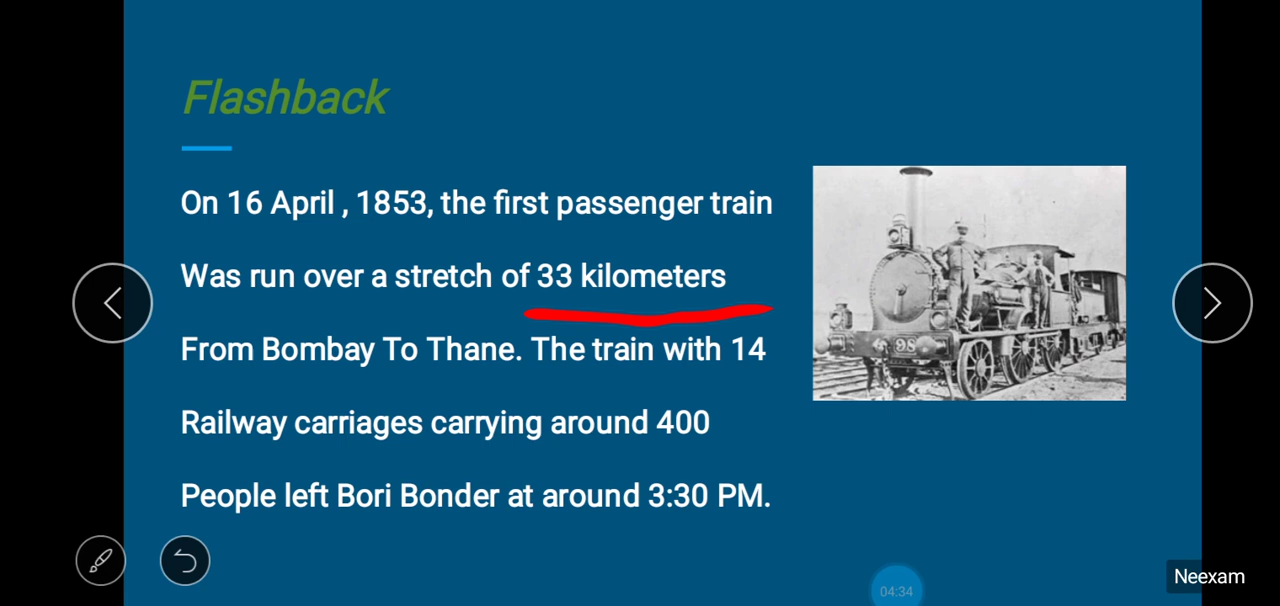 Flashback
On 16 April , 1853, the first passenger train
Was run over a stretch of 33 kilometers
From Bombay To Thane. The train with 14
Railway carriages carrying around 400
People left Bori Bonder at around 3:30 PM.
98
04:34
Neexam